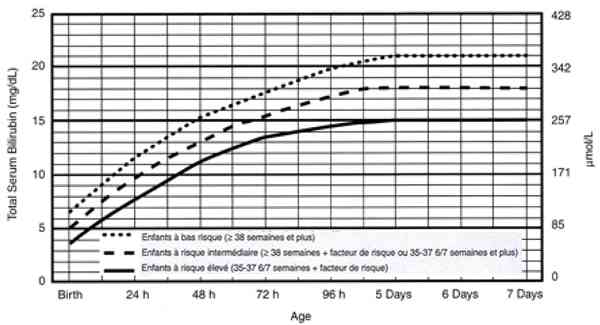 25
20
15
10
5
0
Total Serum Bilirubin (mg/dL)
428
342
257
171
85
0
µmol/L
Enfants à bas risque (≥ 38 semaines et plus)
Enfants à risque intermédiaire (≥ 38 semaines + facteur de risque ou 35-37 6/7 semaines et plus)
Enfants à risque élevé (35-37 6/7 semaines + facteur de risque)
Birth 24 h 48 h 72 h 96 h 5 Days 6 Days 7 Days
Age